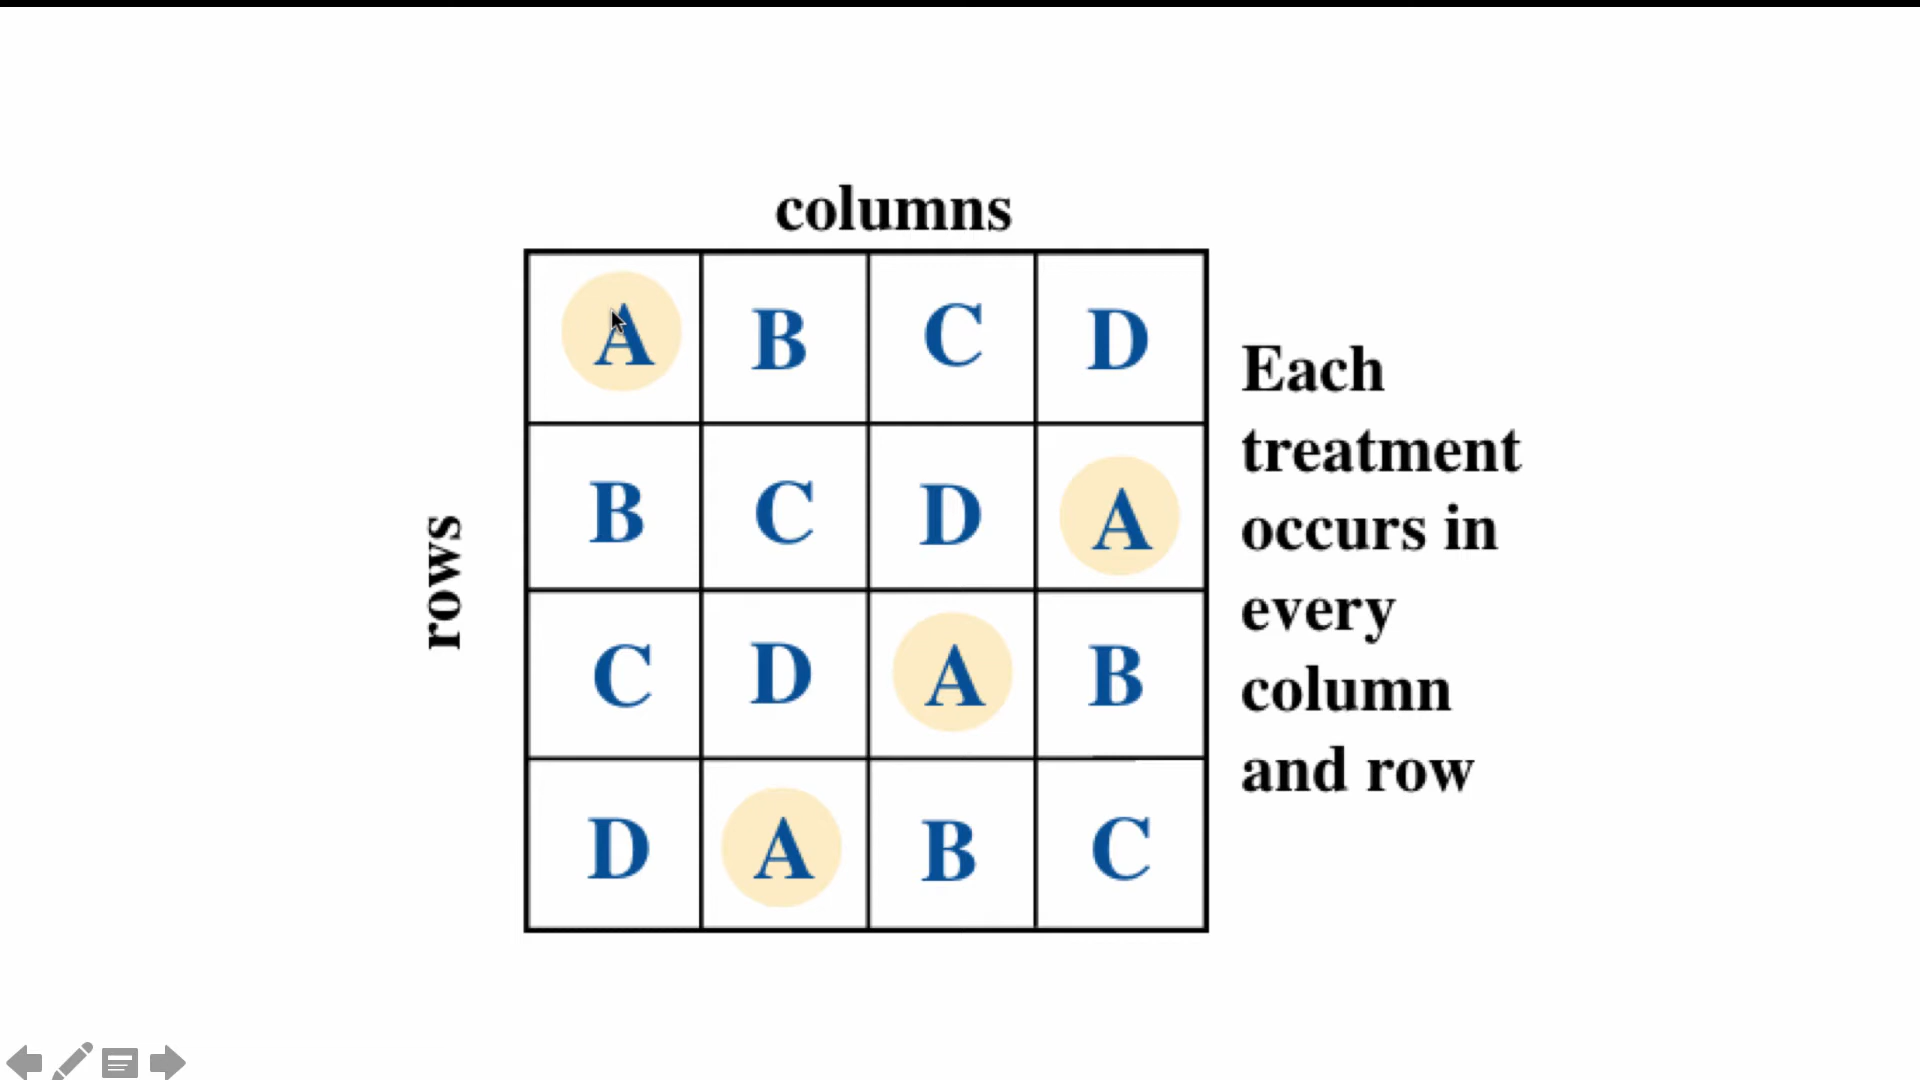 columns
rows
A B C D
B C D A
C D A B
D A B C
Each
treatment
occurs in
every
column
and row